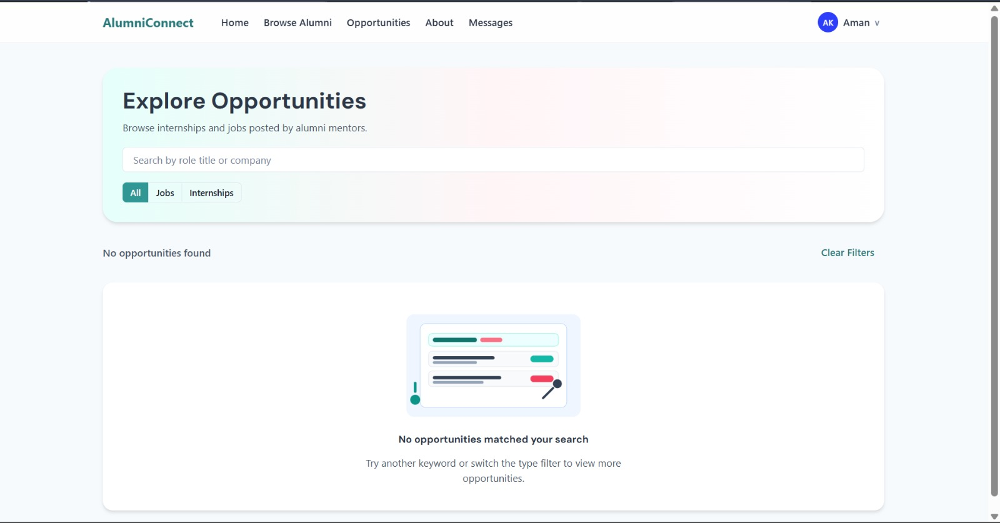 AlumniConnect Home Browse Alumni Opportunities About Messages AK Aman v
Explore Opportunities
Browse internships and jobs posted by alumni mentors.
Search by role title or company
All Jobs Internships
No opportunities found Clear Filters
No opportunities matched your search
Try another keyword or switch the type filter to view more
opportunities.